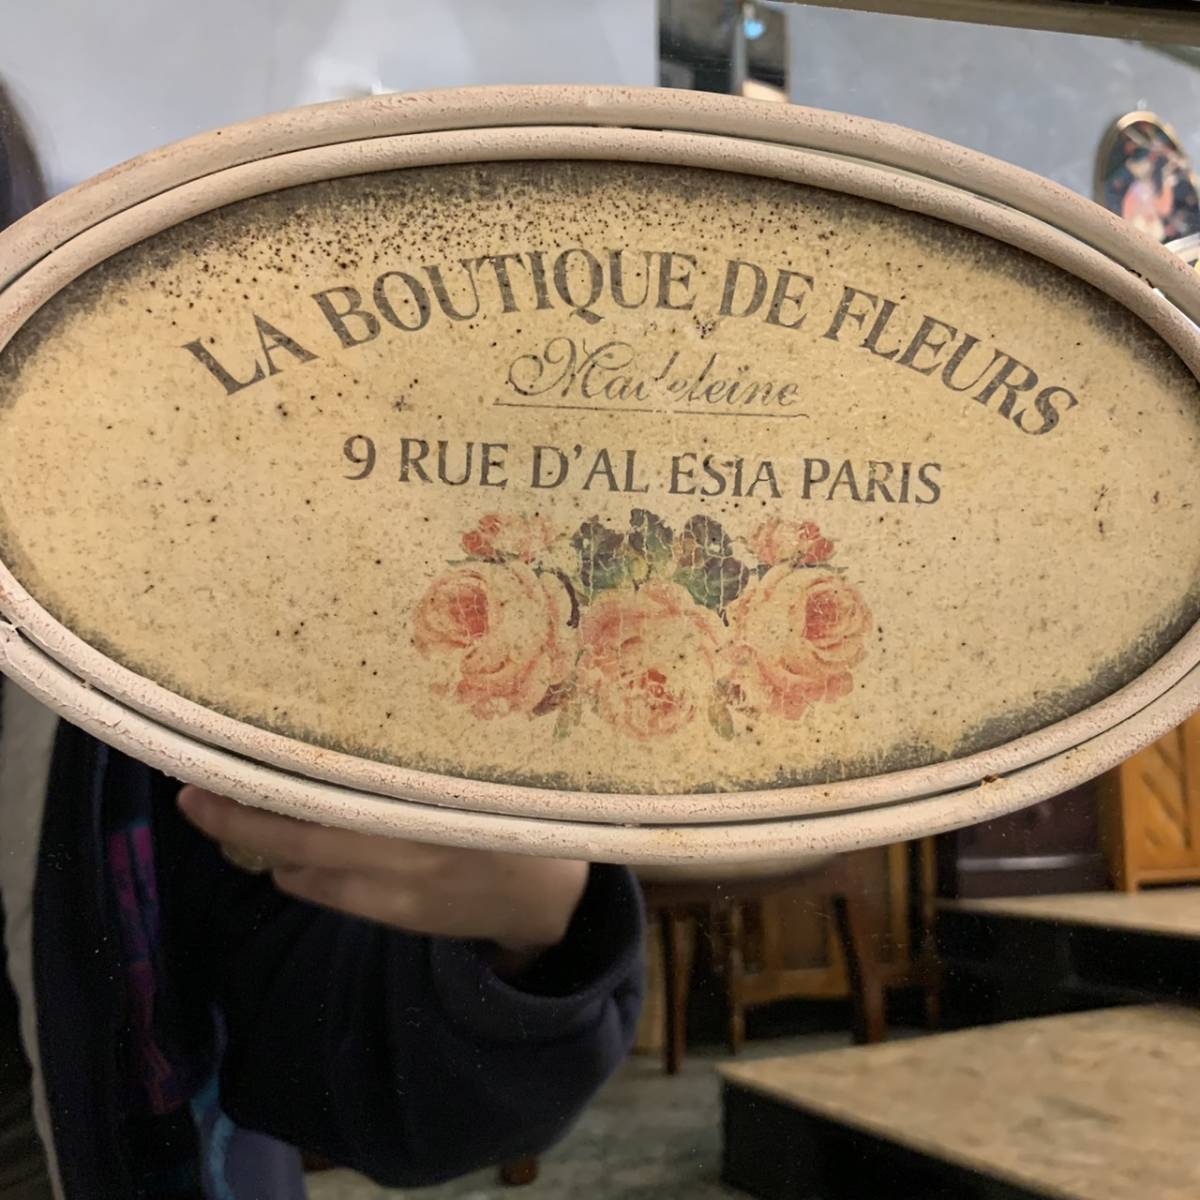 LA BOUTIQUE DE FLEURS
Madeleine
9 RUE D'AL ESIA PARIS